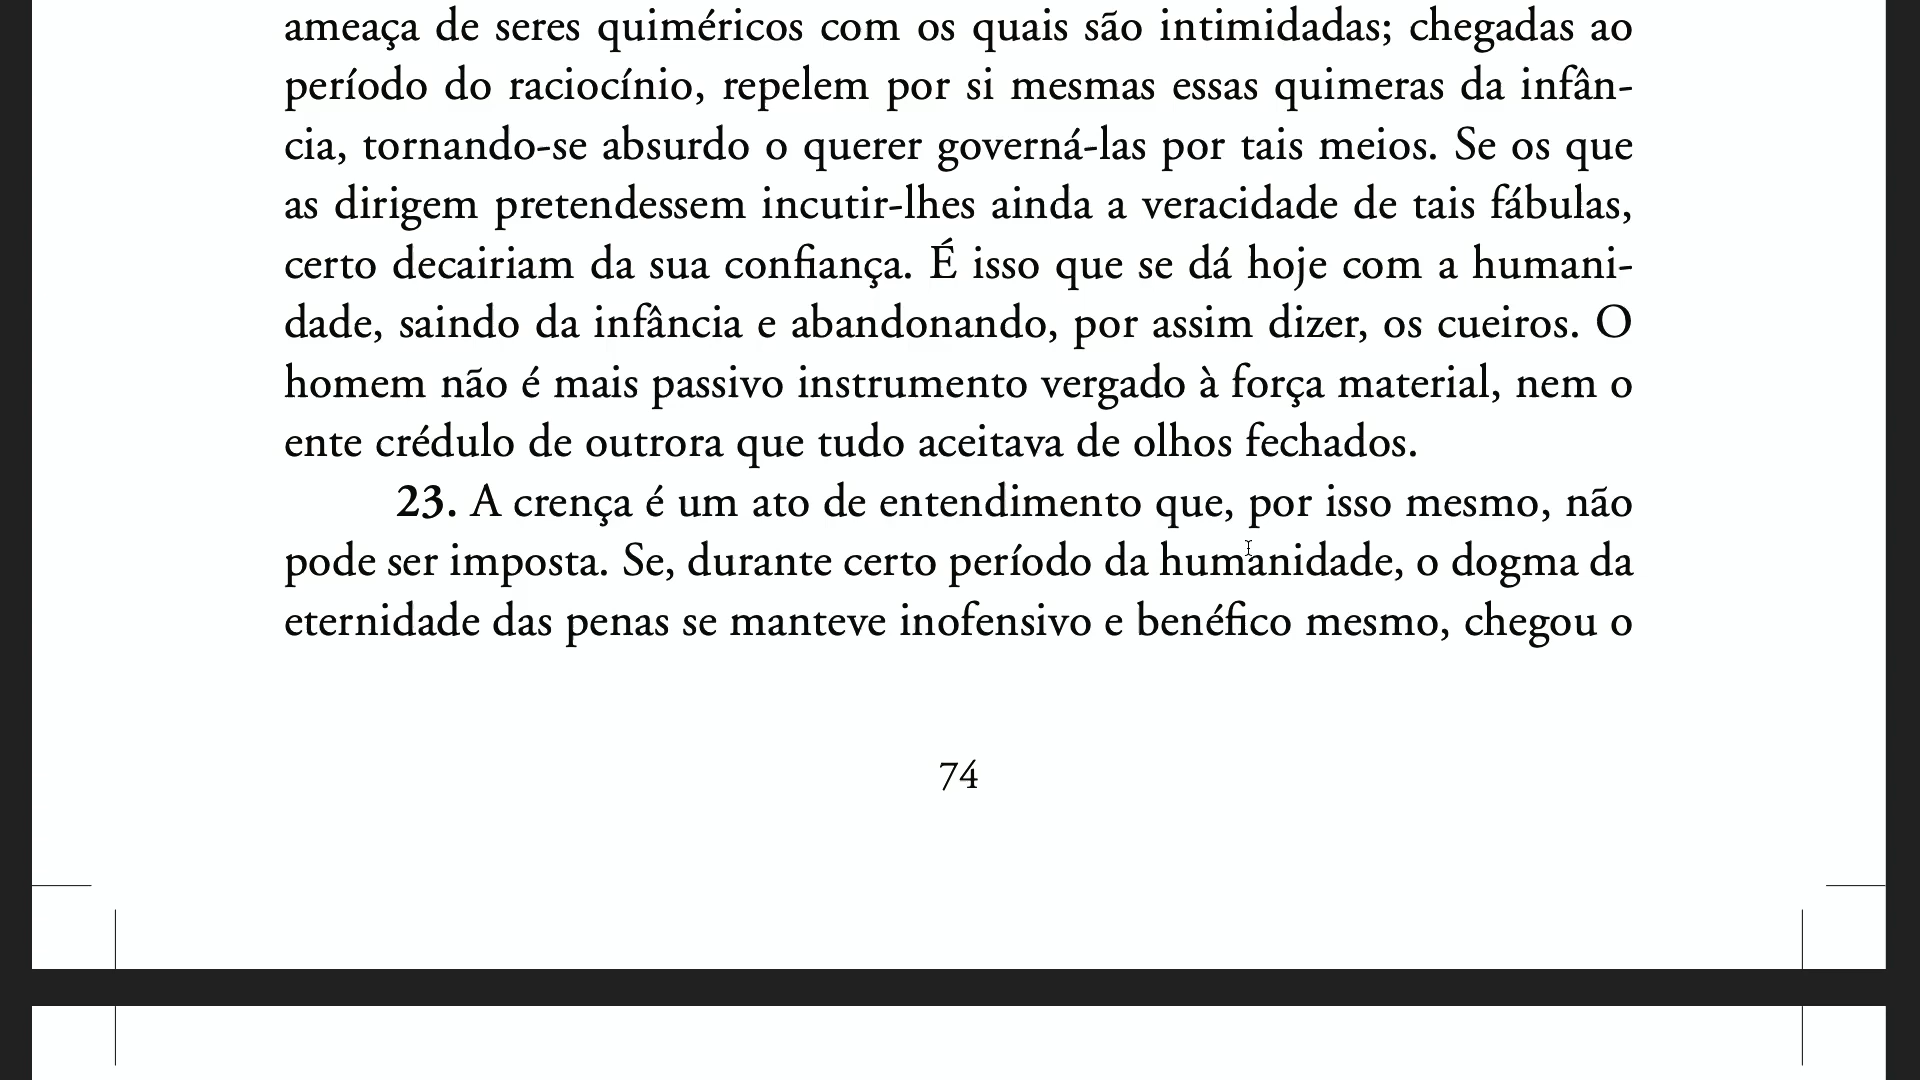 ameaça de seres quiméricos com os quais são intimidadas; chegadas ao
período do raciocínio, repelem por si mesmas essas quimeras da infân-
cia, tornando-se absurdo o querer governá-las por tais meios. Se os que
as dirigem pretendessem incutir-lhes ainda a veracidade de tais fábulas,
certo decairiam da sua confiança. É isso que se dá hoje com a humani-
dade, saindo da infância e abandonando, por assim dizer, os cueiros. O
homem não é mais passivo instrumento vergado à força material, nem o
ente crédulo de outrora que tudo aceitava de olhos fechados.
23. A crença é um ato de entendimento que, por isso mesmo, não
pode ser imposta. Se, durante certo período da humanidade, o dogma da
eternidade das penas se manteve inofensivo e benéfico mesmo, chegou o
74